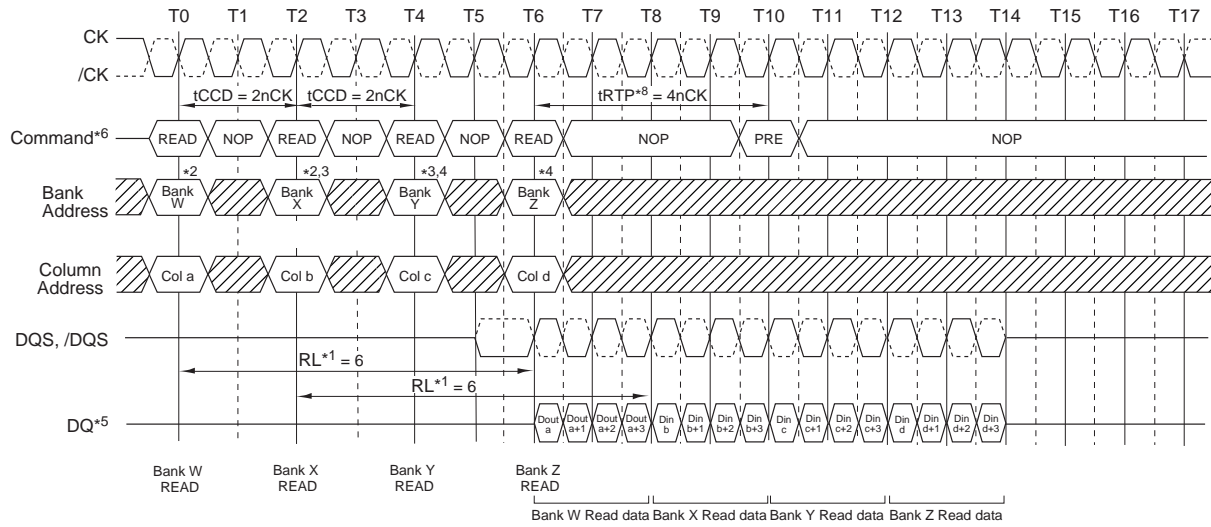 T0 T1 T2 T3 T4 T5 T6 T7 T8 T9 T10 T11 T12 T13 T14 T15 T16 T17
CK
/CK
tCCD = 2nCK tCCD = 2nCK tRTP*8 = 4nCK
Command*6 READ NOP READ NOP READ NOP READ NOP PRE NOP
*2 *2,3 *3,4 *4
Bank Address
Bank W
Bank X
Bank Y
Bank Z
Column Address
Col a Col b Col c Col d
DQS, /DQS
RL*1 = 6
RL*1 = 6
DQ*5
Dout a
Dout a+1
Dout a+2
Dout a+3
Din b
Din b+1
Din b+2
Din b+3
Din c
Din c+1
Din c+2
Din c+3
Din d
Din d+1
Din d+2
Din d+3
Bank W READ
Bank X READ
Bank Y READ
Bank Z READ
Bank W Read data Bank X Read data Bank Y Read data Bank Z Read data